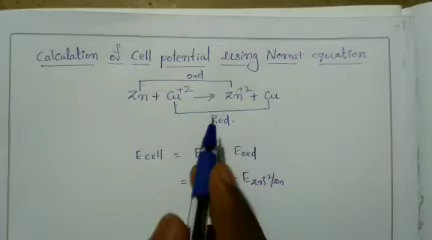 Calculation of Cell potential using Nernst equation
oxd
Zn + Cu+2 → Zn+2 + Cu
Red.
Ecell = E Eoxd
= - EZn+2/Zn